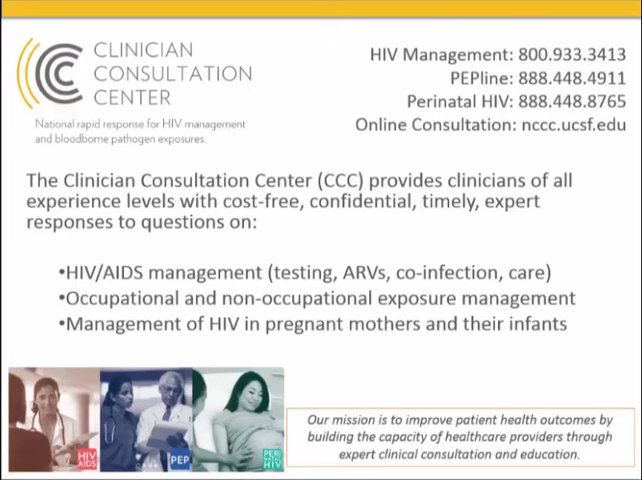 CLINICIAN
CONSULTATION
CENTER
National rapid response for HIV management
and bloodborne pathogen exposures.
HIV Management: 800.933.3413
PEPline: 888.448.4911
Perinatal HIV: 888.448.8765
Online Consultation: nccc.ucsf.edu
The Clinician Consultation Center (CCC) provides clinicians of all
experience levels with cost-free, confidential, timely, expert
responses to questions on:
•HIV/AIDS management (testing, ARVs, co-infection, care)
•Occupational and non-occupational exposure management
•Management of HIV in pregnant mothers and their infants
HIV
AIDS
PEP
PERI
NATAL
HIV
Our mission is to improve patient health outcomes by
building the capacity of healthcare providers through
expert clinical consultation and education.